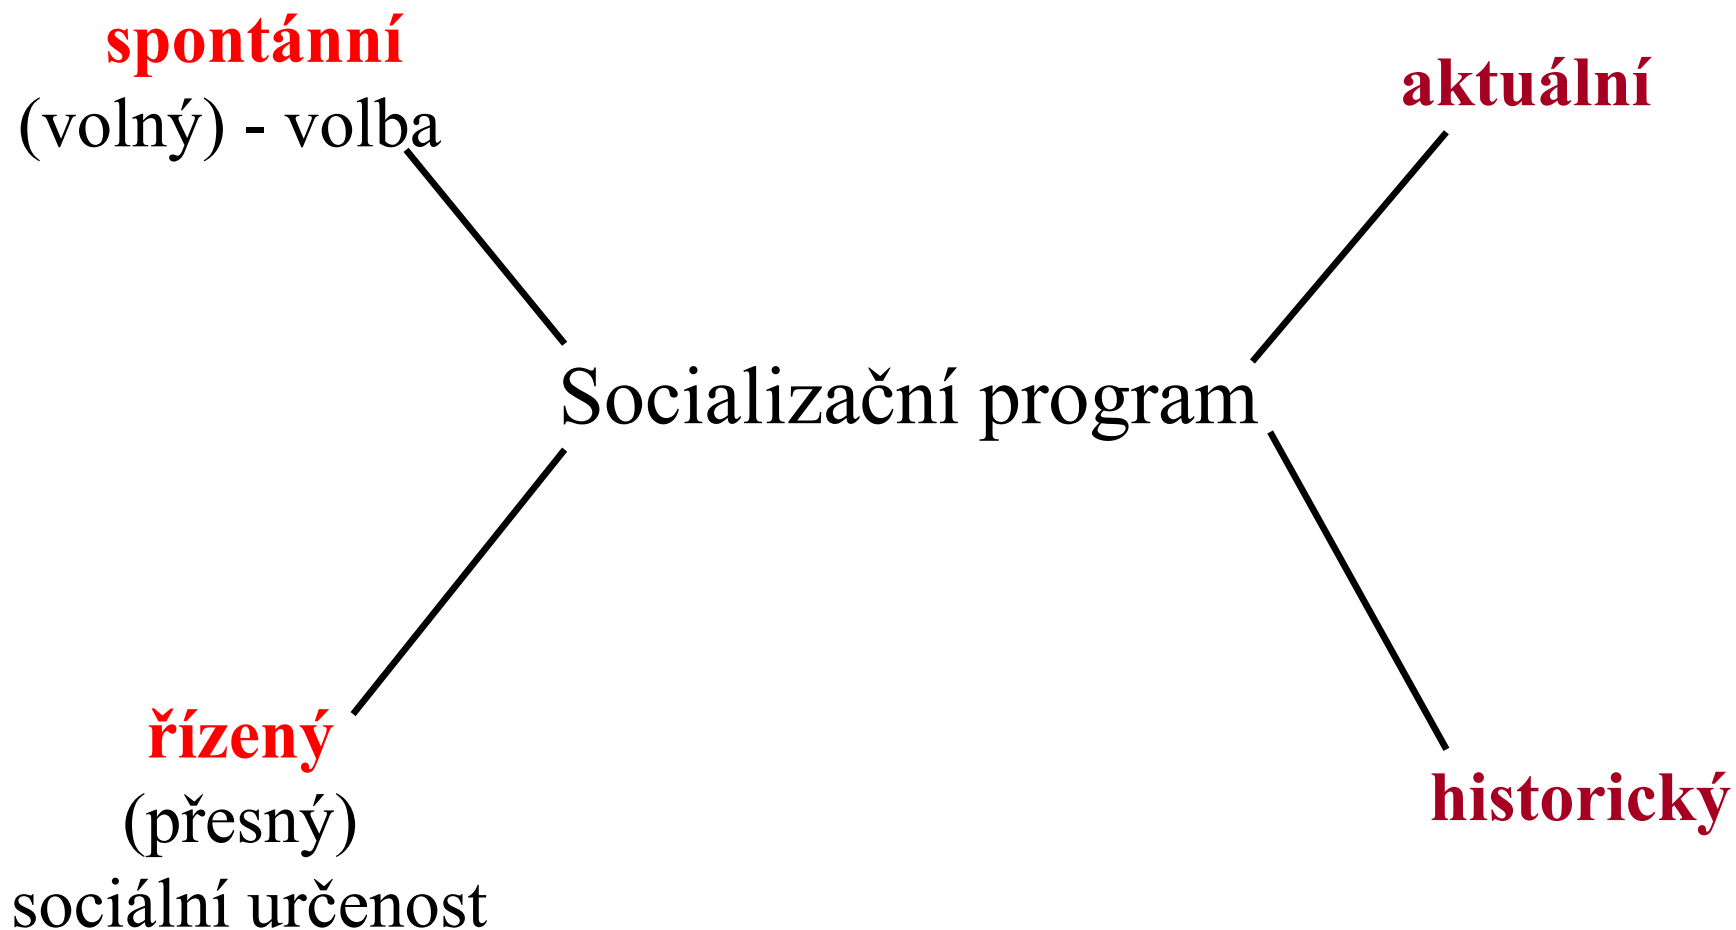 spontánní
(volný) - volba
aktuální
Socializační program
řízený
(přesný)
sociální určenost
historický